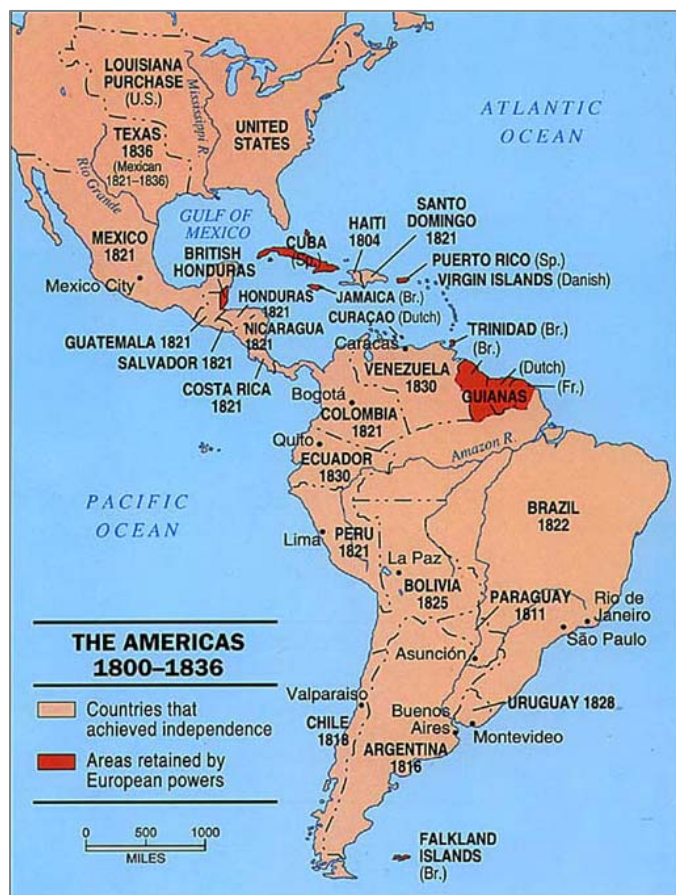 LOUISIANA
PURCHASE
(U.S.)
Mississippi R.
UNITED
STATES
ATLANTIC
OCEAN
TEXAS
1836
(Mexican
1821–1836)
Rio Grande
GULF OF
MEXICO
MEXICO
1821
Mexico City
BRITISH
HONDURAS
CUBA
(Sp.)
HAITI
1804
SANTO
DOMINGO
1821
PUERTO RICO (Sp.)
VIRGIN ISLANDS (Danish)
JAMAICA (Br.)
CURAÇAO (Dutch)
HONDURAS
1821
NICARAGUA
1821
GUATEMALA 1821
SALVADOR 1821
COSTA RICA
1821
TRINIDAD (Br.)
(Br.)
(Dutch)
(Fr.)
GUIANAS
Caracas
VENEZUELA
1830
Bogotá
COLOMBIA
1821
Quito
ECUADOR
1830
Amazon R.
PACIFIC
OCEAN
BRAZIL
1822
Lima
PERU
1821
La Paz
BOLIVIA
1825
PARAGUAY
1811
Rio de
Janeiro
São Paulo
Asunción
Valparaiso
CHILE
1818
Buenos
Aires
URUGUAY 1828
Montevideo
ARGENTINA
1816
FALKLAND
ISLANDS
(Br.)
THE AMERICAS
1800–1836
Countries that
achieved independence
Areas retained by
European powers
0 500 1000
MILES